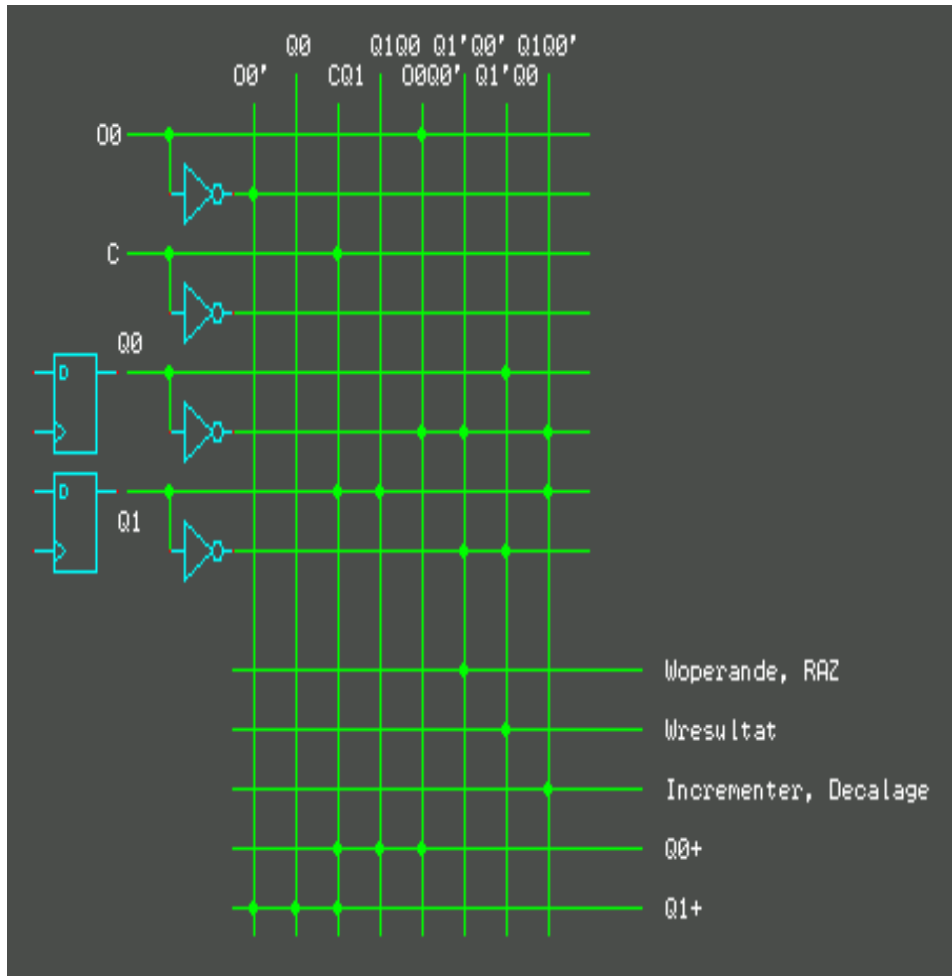 Q0 Q1Q0 Q1'Q0' Q1Q0'
O0' CQ1 O0Q0' Q1'Q0
O0
C
Q0
D
D
Q1
Woperande, RAZ
Wresultat
Incrementer, Decalage
Q0+
Q1+